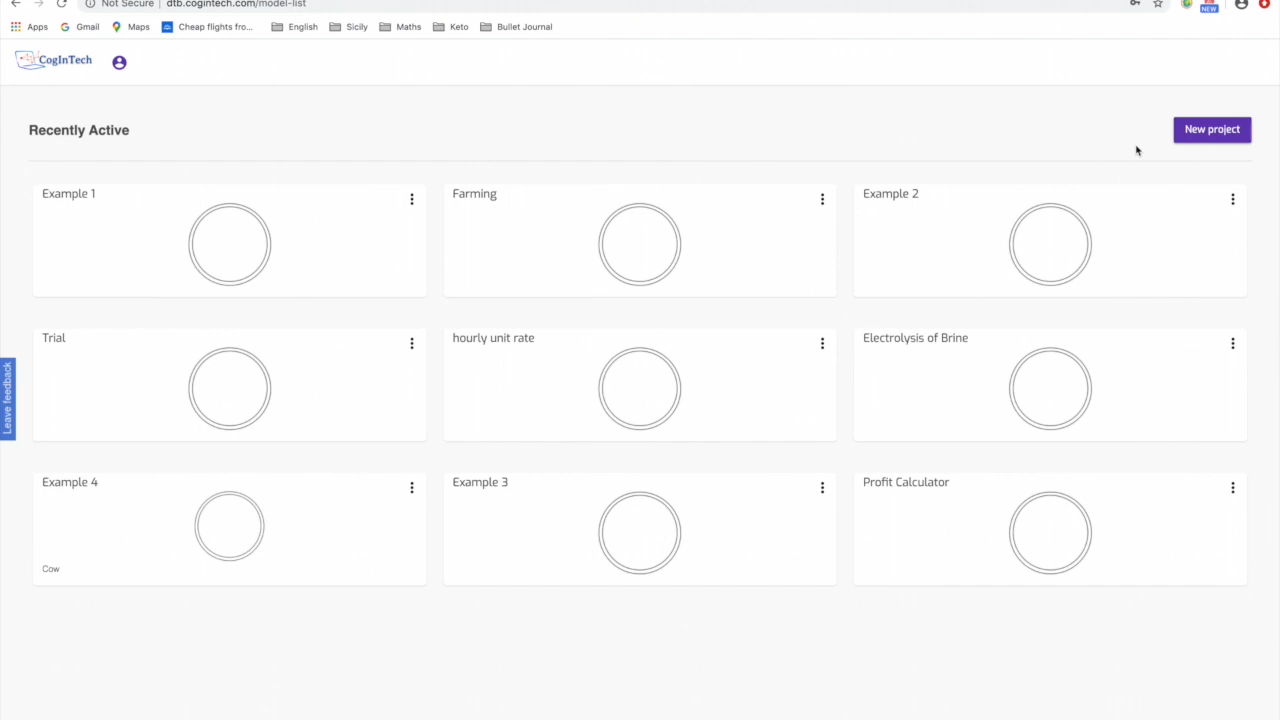 Not Secure | dtb.cogintech.com/model-list
NEW
Apps Gmail Maps Cheap flights fro... English Sicily Maths Keto Bullet Journal
CogInTech
Recently Active
New project
Example 1
Farming
Example 2
Trial
hourly unit rate
Electrolysis of Brine
Leave feedback
Example 4
Example 3
Profit Calculator
Cow